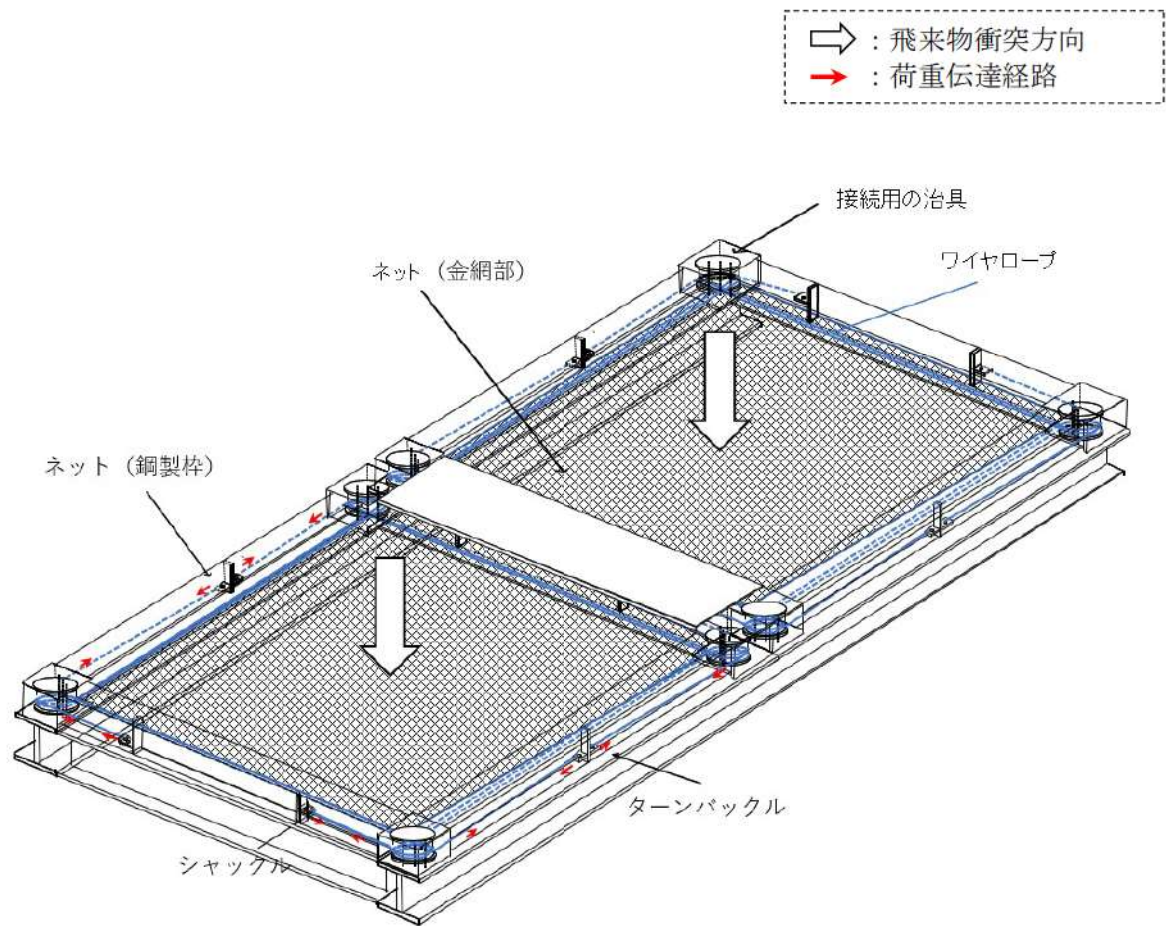 ：飛来物衝突方向
：荷重伝達経路
接続用の治具
ワイヤロープ
ネット（金網部）
ネット（鋼製枠）
ターンバックル
シャックル